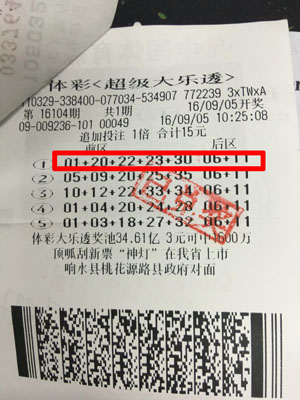 体彩<超级大乐透>
110329-338400-077034-534907 772239 3xTWxA
第 16104期 共1期 16/09/05开奖
09-009236-101 00049 16/09/05 10:25:08
追加投注 1倍 合计15元
前区 后区
① 01+20+22+23+30 06+11
② 05+09+20+25+35 06+11
③ 10+12+22+33+34 06+11
④ 01+04+20+24+28 06+11
⑤ 01+03+18+27+32 06+11
体彩大乐透奖池34.61亿 3元可中1600万
顶呱刮新票“神灯”在我省上市
响水县桃花源路县政府对面